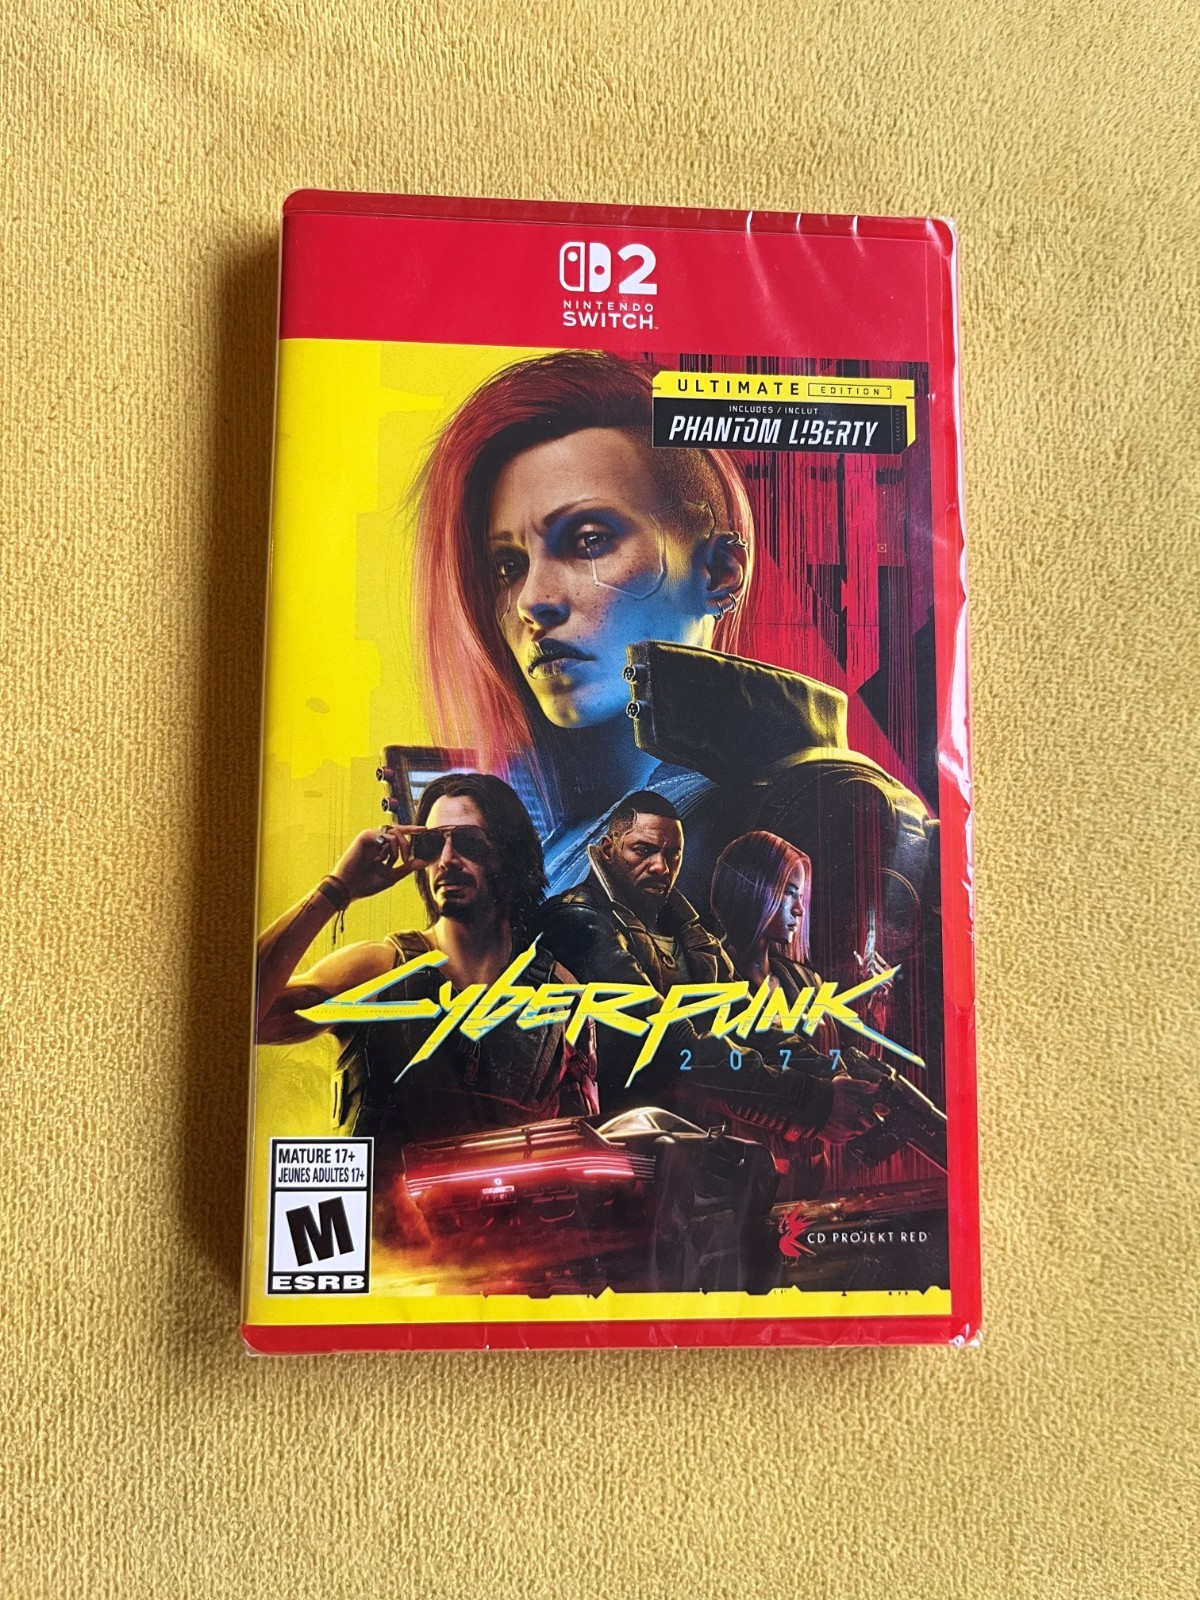 2
NINTENDO
SWITCH™
ULTIMATE EDITION
INCLUDES / INCLUT
PHANTOM LIBERTY
Cyberpunk
2077
MATURE 17+
JEUNES ADULTES 17+
M
ESRB
CD PROJEKT RED